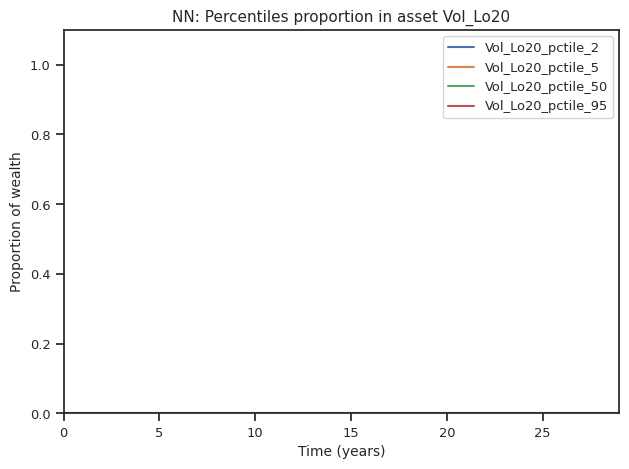 NN: Percentiles proportion in asset Vol_Lo20
Vol_Lo20_pctile_2
Vol_Lo20_pctile_5
Vol_Lo20_pctile_50
Vol_Lo20_pctile_95
Proportion of wealth
1.0
0.8
0.6
0.4
0.2
0.0
0 5 10 15 20 25
Time (years)